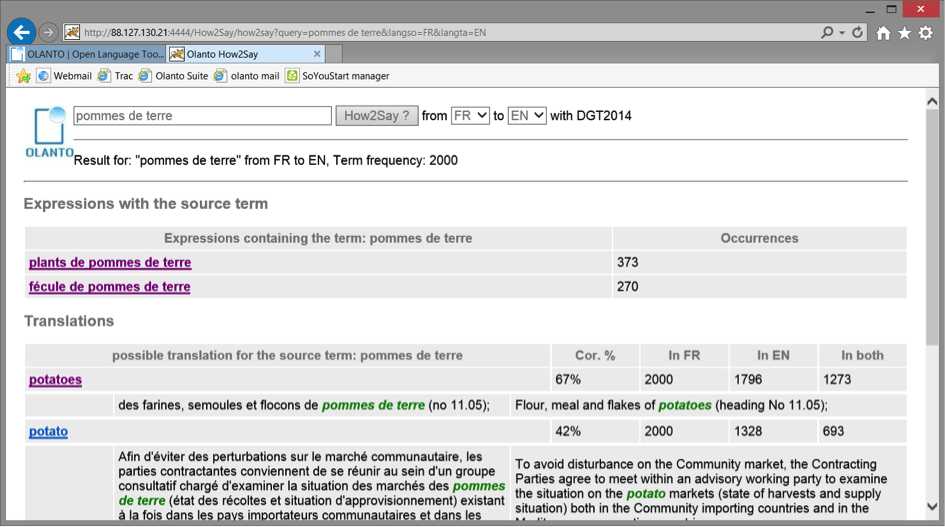 http://88.127.130.21:4444/How2Say/how2say?query=pommes de terre&langso=FR&langta=EN
OLANTO | Open Language Too... Olanto How2Say
Webmail Trac Olanto Suite olanto mail SoYouStart manager
pommes de terre How2Say ? from FR to EN with DGT2014
OLANTO
Result for: "pommes de terre" from FR to EN, Term frequency: 2000
Expressions with the source term
Expressions containing the term: pommes de terre Occurrences
plants de pommes de terre 373
fécule de pommes de terre 270
Translations
possible translation for the source term: pommes de terre Cor. % In FR In EN In both
potatoes 67% 2000 1796 1273
des farines, semoules et flocons de pommes de terre (no 11.05); Flour, meal and flakes of potatoes (heading No 11.05);
potato 42% 2000 1328 693
Afin d'éviter des perturbations sur le marché communautaire, les
parties contractantes conviennent de se réunir au sein d'un groupe
consultatif chargé d'examiner la situation des marchés des pommes
de terre (état des récoltes et situation d'approvisionnement) existant
à la fois dans les pays importateurs communautaires et dans les
To avoid disturbance on the Community market, the Contracting
Parties agree to meet within an advisory working party to examine
the situation on the potato markets (state of harvests and supply
situation) both in the Community importing countries and in the